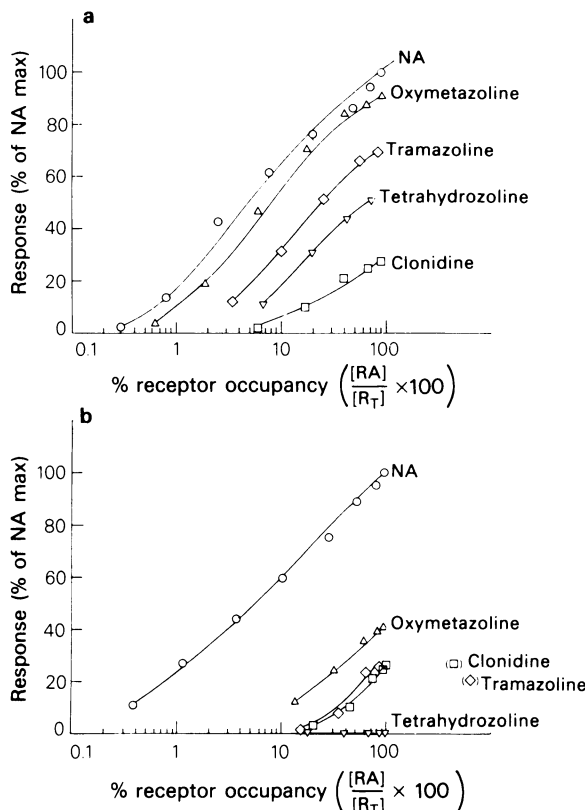 a
Response (% of NA max)
100
80
60
40
20
0
NA
Oxymetazoline
Tramazoline
Tetrahydrozoline
Clonidine
0.1
1
10
100
% receptor occupancy ([RA]/[R_T] ×100)
b
Response (% of NA max)
100
80
60
40
20
0
NA
Oxymetazoline
Clonidine
Tramazoline
Tetrahydrozoline
0.1
1
10
100
% receptor occupancy ([RA]/[R_T] × 100)